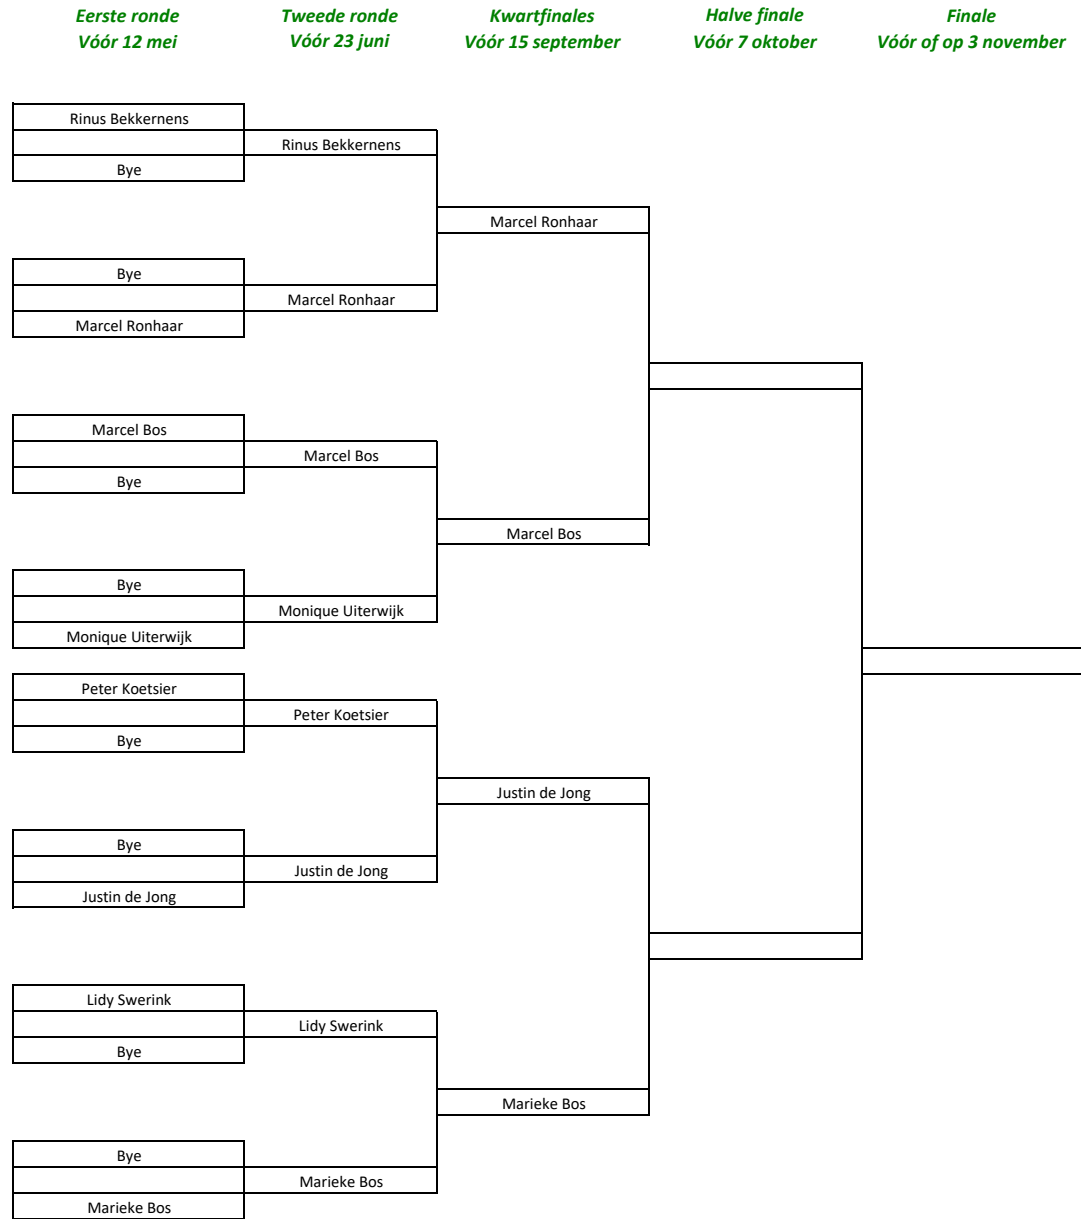 Eerste ronde
Vóór 12 mei
Tweede ronde
Vóór 23 juni
Kwartfinales
Vóór 15 september
Halve finale
Vóór 7 oktober
Finale
Vóór of op 3 november
Rinus Bekkernens
Rinus Bekkernens
Bye
Marcel Ronhaar
Bye
Marcel Ronhaar
Marcel Ronhaar
Marcel Bos
Marcel Bos
Bye
Marcel Bos
Bye
Monique Uiterwijk
Monique Uiterwijk
Peter Koetsier
Peter Koetsier
Bye
Justin de Jong
Bye
Justin de Jong
Justin de Jong
Lidy Swerink
Lidy Swerink
Bye
Marieke Bos
Bye
Marieke Bos
Marieke Bos